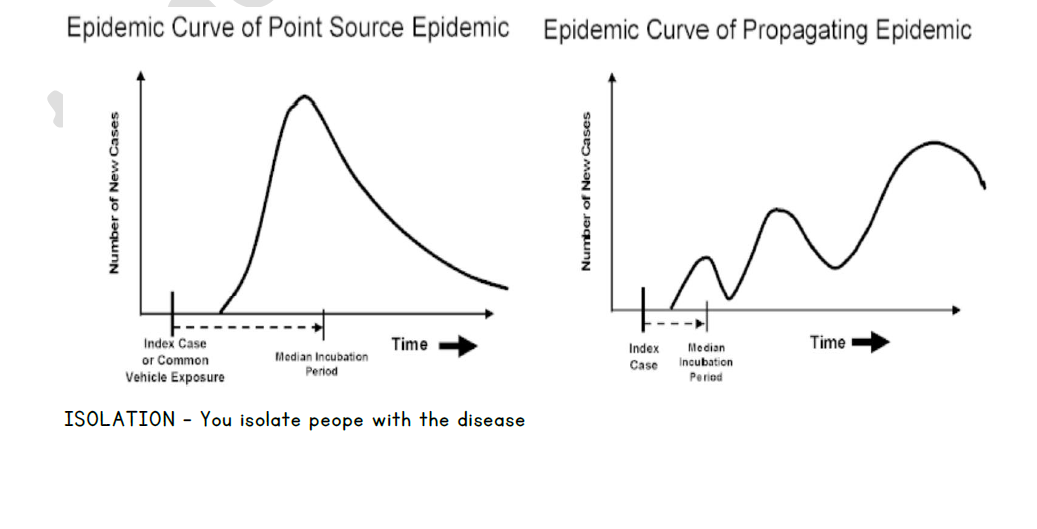 Epidemic Curve of Point Source Epidemic
Number of New Cases
Index Case
or Common
Vehicle Exposure
Median Incubation
Period
Time
Epidemic Curve of Propagating Epidemic
Number of New Cases
Index
Case
Median
Incubation
Period
Time
ISOLATION - You isolate peope with the disease